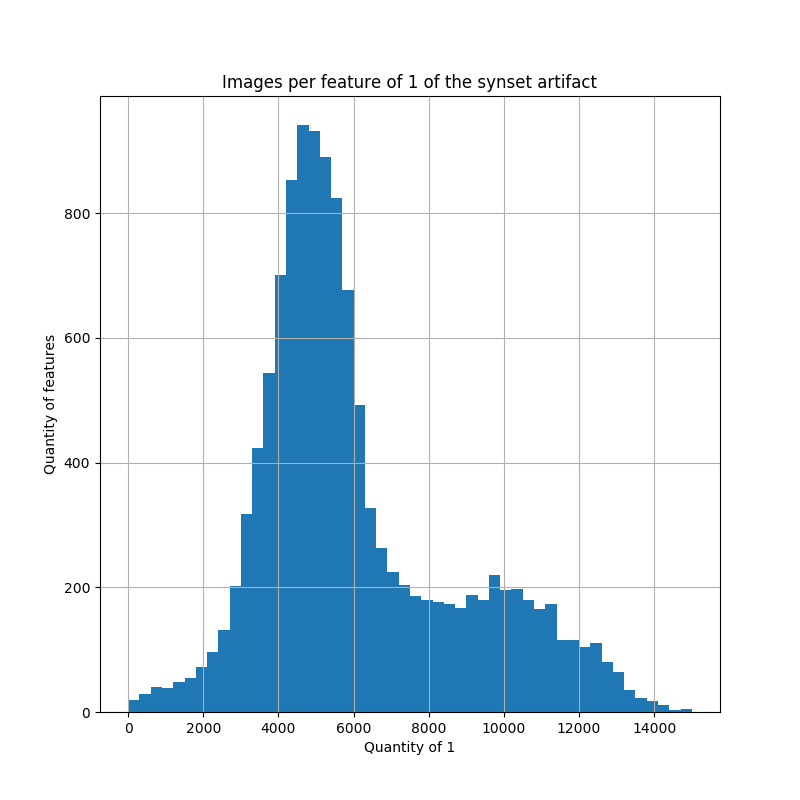 Images per feature of 1 of the synset artifact
Quantity of features
800
600
400
200
0
0 2000 4000 6000 8000 10000 12000 14000
Quantity of 1